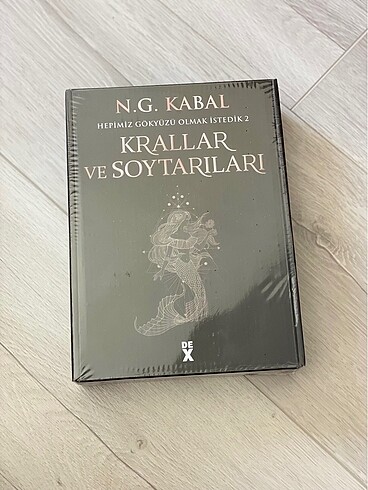 N.G. KABAL
HEPİMİZ GÖKYÜZÜ OLMAK İSTEDİK 2
KRALLAR
VE SOYTARILARI
DE
X